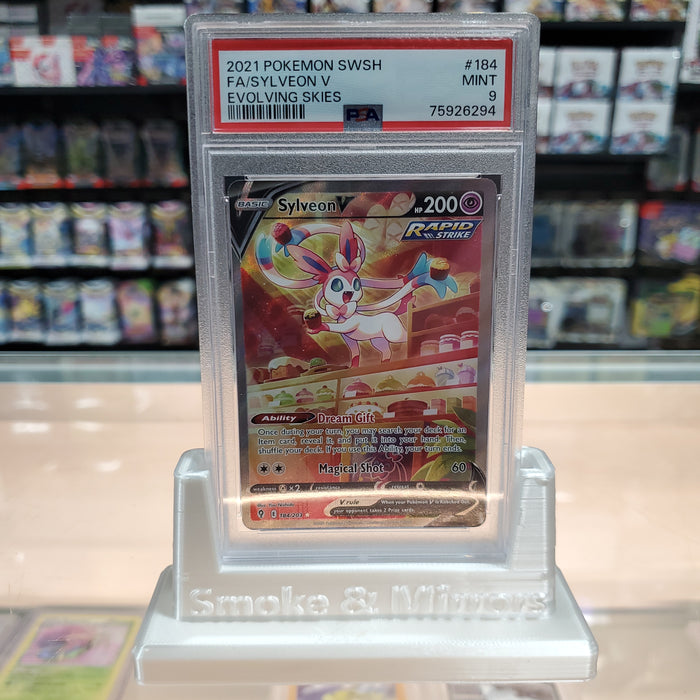 2021 POKEMON SWSH #184
FA/SYLVEON V MINT
EVOLVING SKIES 9
PSA 75926294
BASIC Sylveon V HP 200
RAPID STRIKE
Ability Dream Gift
Once during your turn, you may search your deck for an
Item card, reveal it, and put it into your hand. Then,
shuffle your deck. If you use this Ability, your turn ends.
Magical Shot 60
weakness ×2 resistance retreat
V rule When your Pokémon V is Knocked Out,
your opponent takes 2 Prize cards.
184/203
Smoke & Mirrors